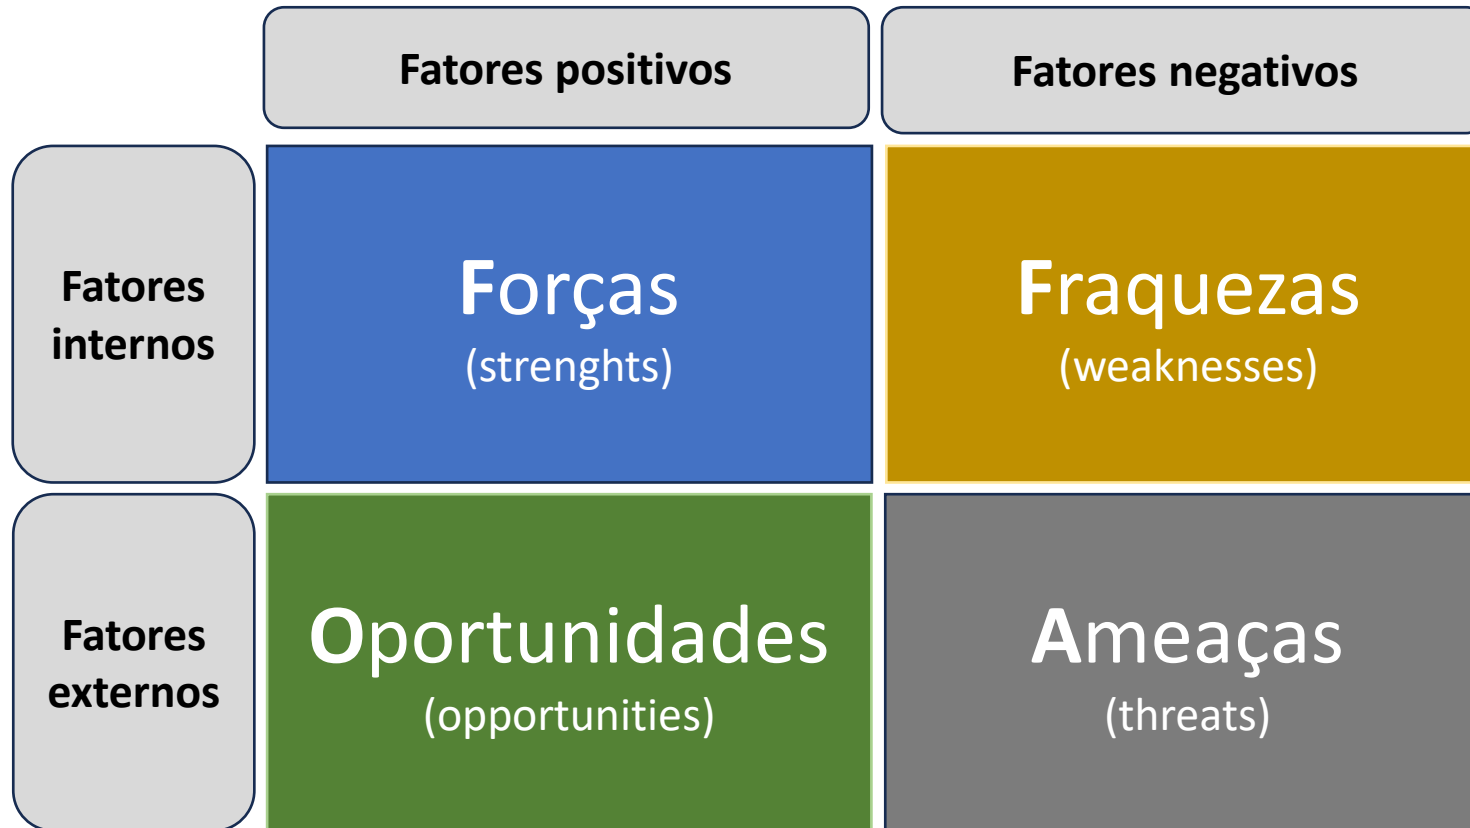 Fatores positivos
Fatores negativos
Fatores
internos
Forças
(strenghts)
Fraquezas
(weaknesses)
Fatores
externos
Oportunidades
(opportunities)
Ameaças
(threats)